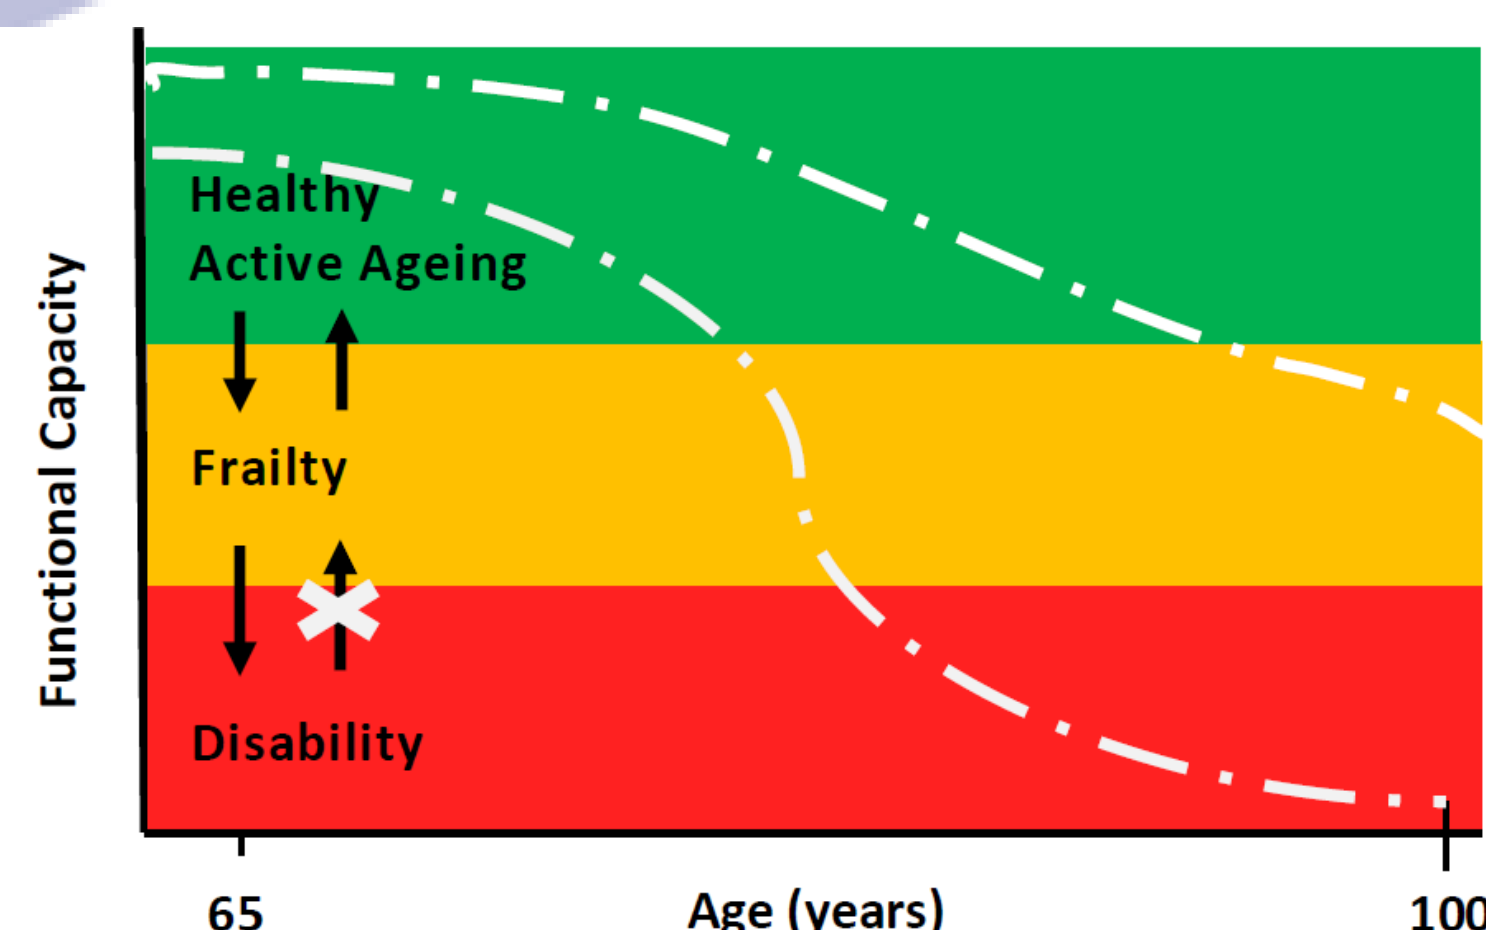 Functional Capacity
Healthy
Active Ageing
Frailty
Disability
65
Age (years)
100